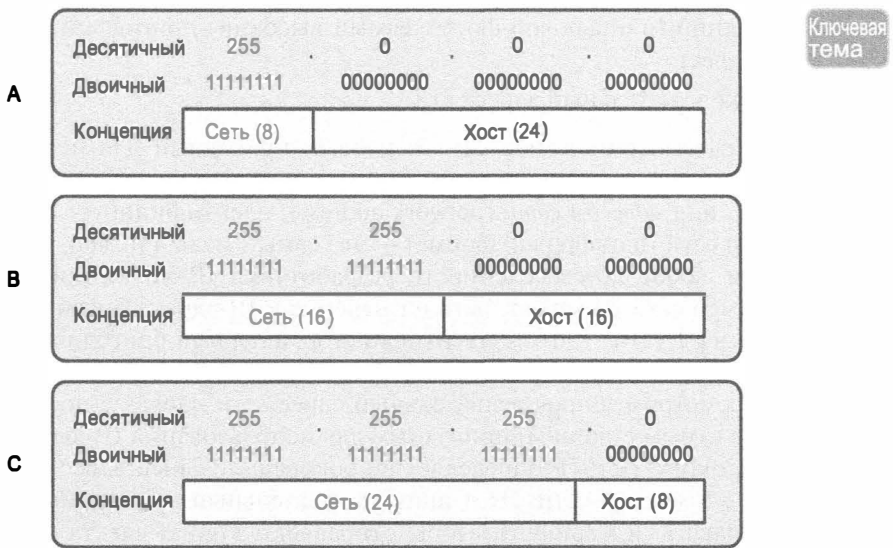 Ключевая
тема
Десятичный 255 . 0 . 0 . 0
Двоичный 11111111 00000000 00000000 00000000
A
Концепция Сеть (8) Хост (24)
Десятичный 255 . 255 . 0 . 0
Двоичный 11111111 11111111 00000000 00000000
B
Концепция Сеть (16) Хост (16)
Десятичный 255 . 255 . 255 . 0
Двоичный 11111111 11111111 11111111 00000000
C
Концепция Сеть (24) Хост (8)